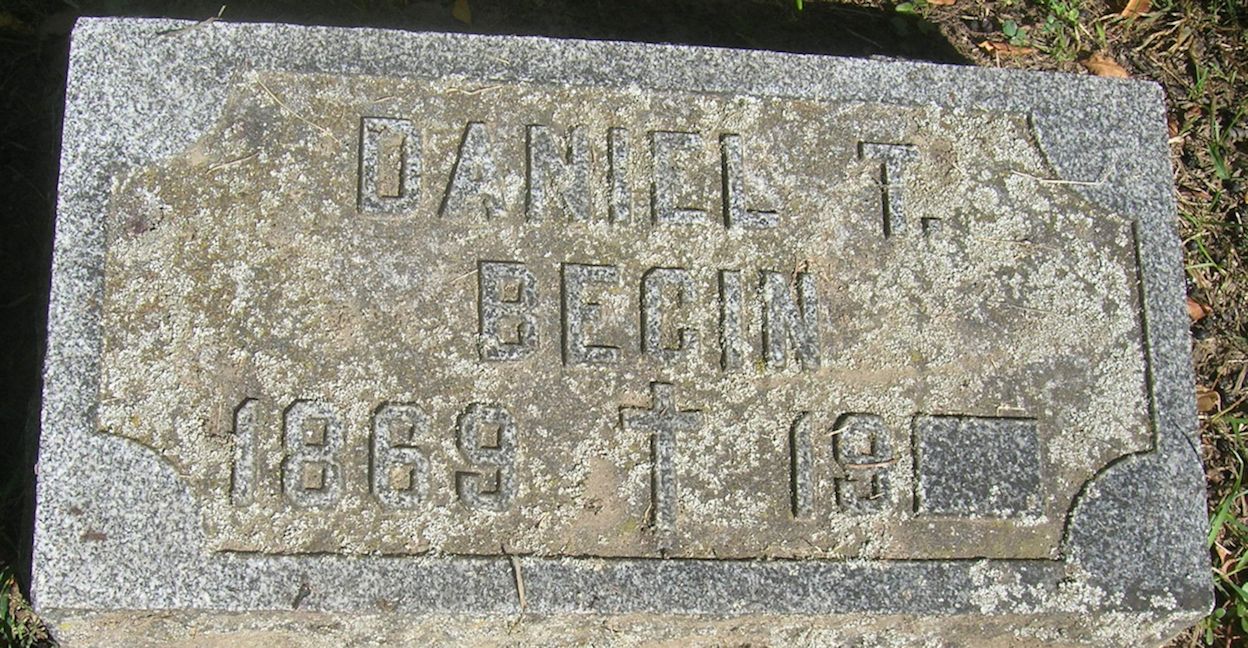 DANIEL T.
BEGIN
1869 19